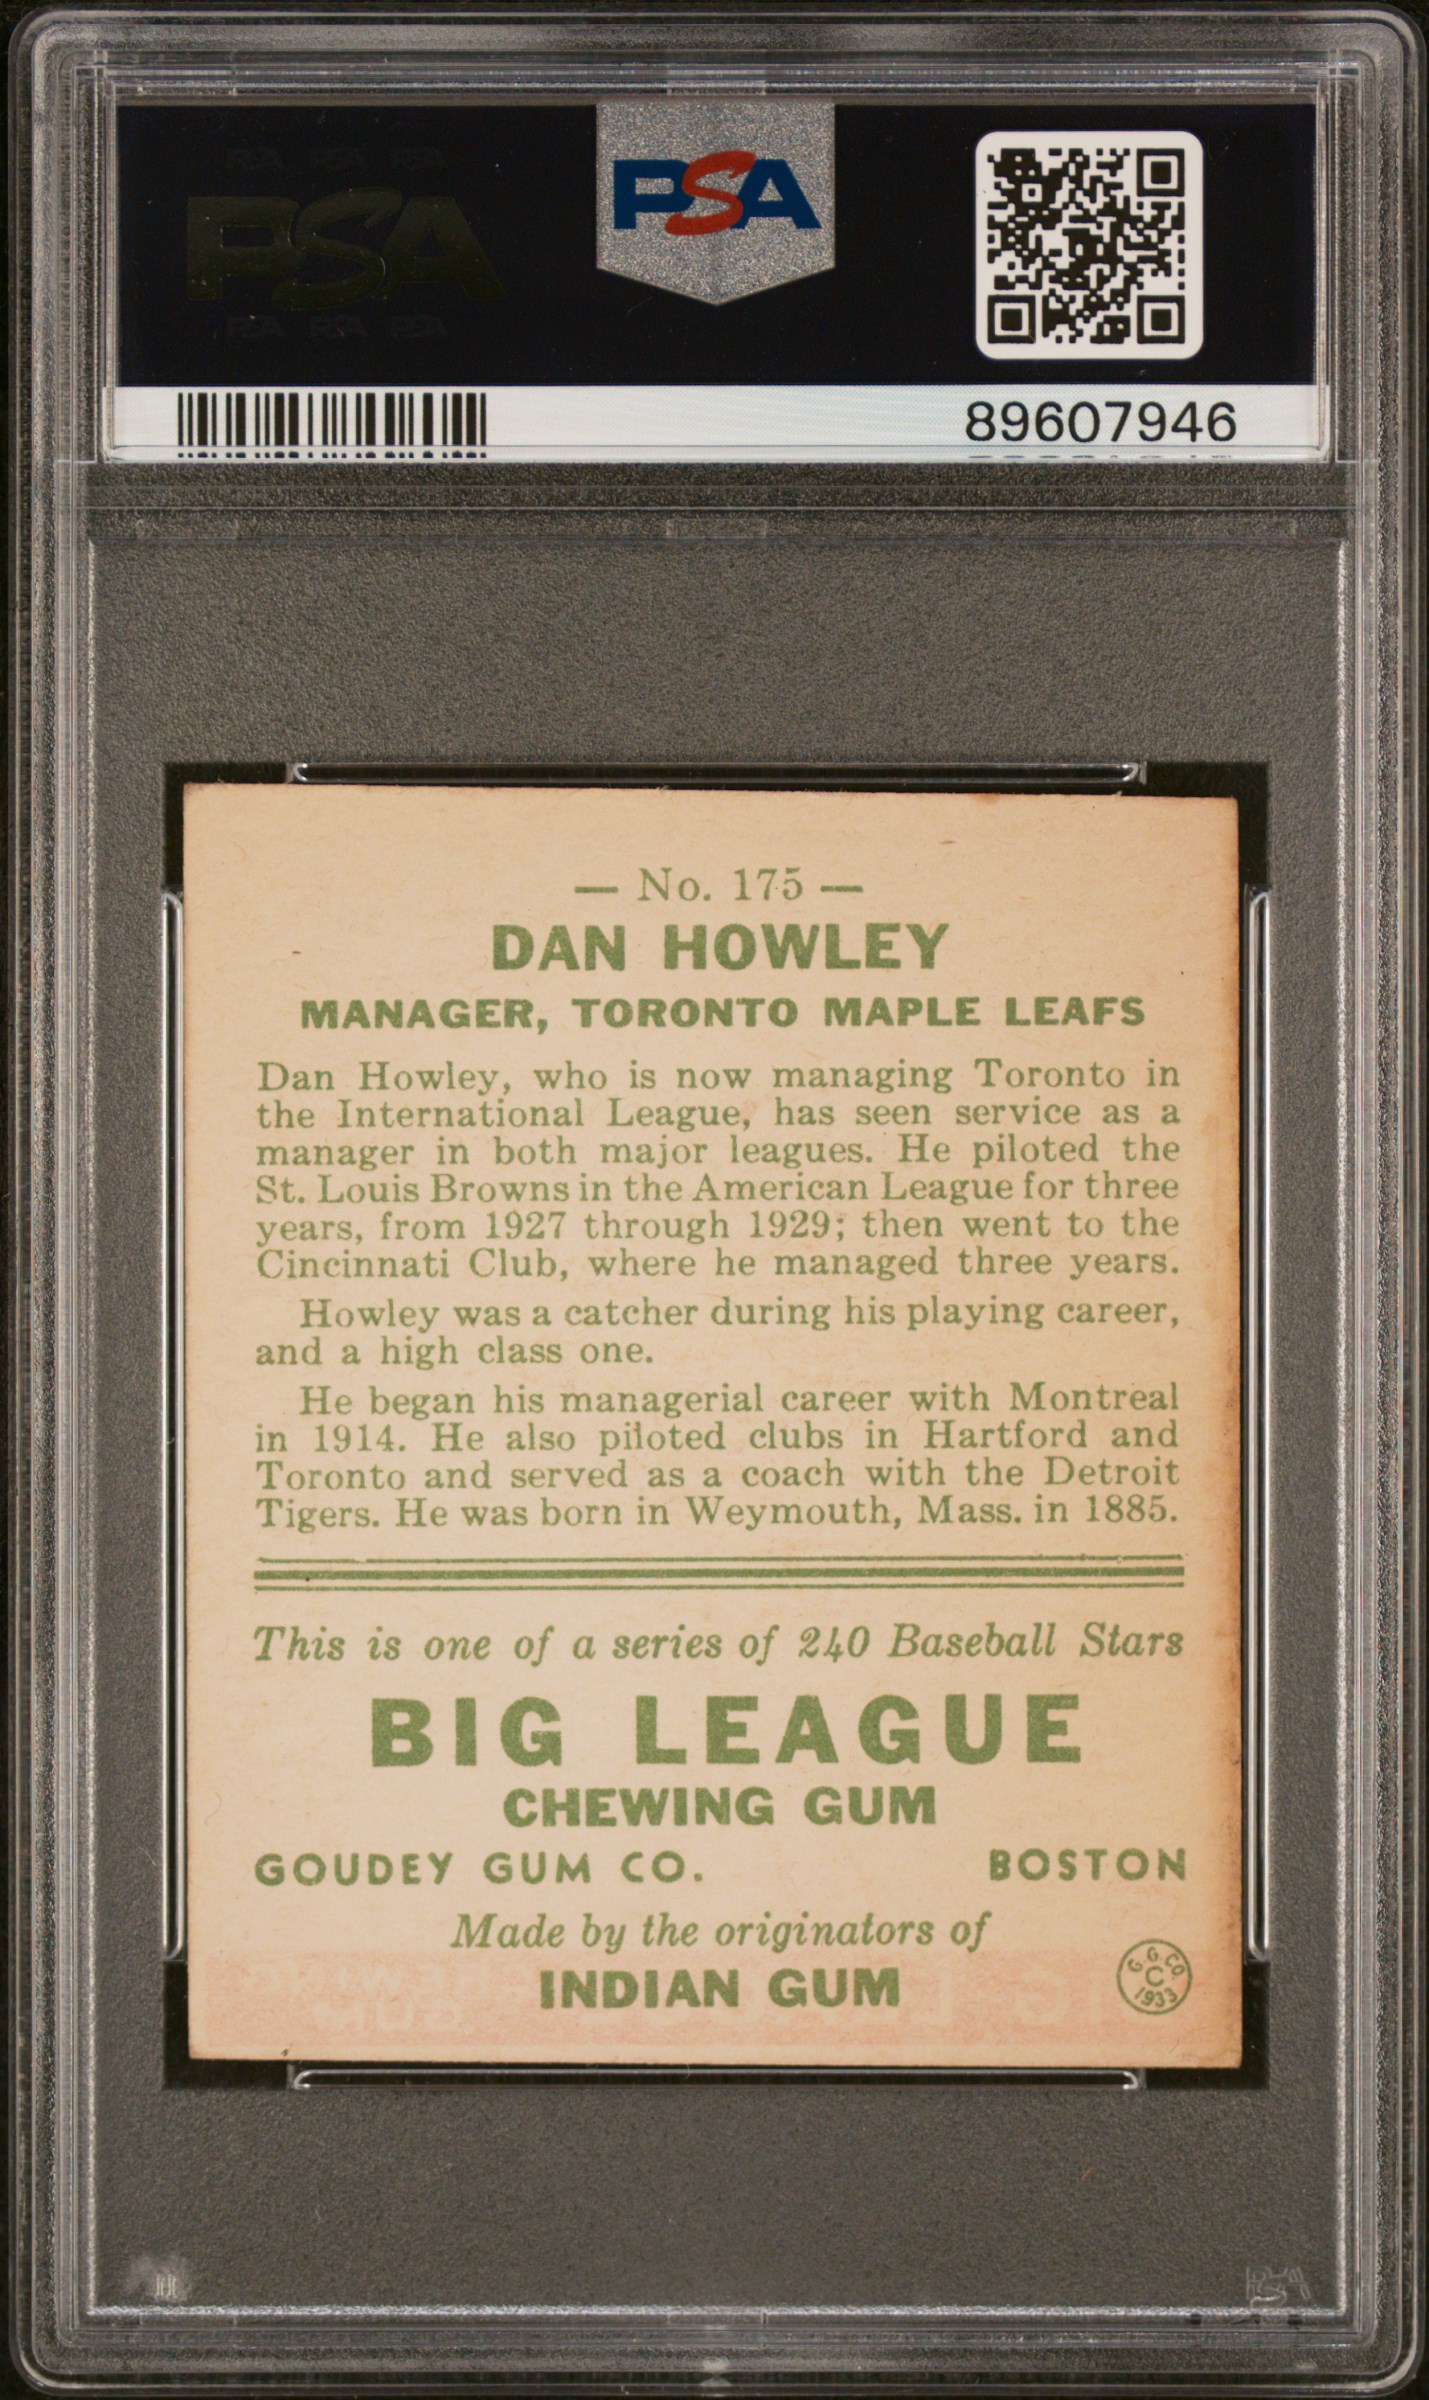 PSA
PSA
89607946
— No. 175 —
DAN HOWLEY
MANAGER, TORONTO MAPLE LEAFS
Dan Howley, who is now managing Toronto in
the International League, has seen service as a
manager in both major leagues. He piloted the
St. Louis Browns in the American League for three
years, from 1927 through 1929; then went to the
Cincinnati Club, where he managed three years.
Howley was a catcher during his playing career,
and a high class one.
He began his managerial career with Montreal
in 1914. He also piloted clubs in Hartford and
Toronto and served as a coach with the Detroit
Tigers. He was born in Weymouth, Mass. in 1885.
This is one of a series of 240 Baseball Stars
BIG LEAGUE
CHEWING GUM
GOUDEY GUM CO. BOSTON
Made by the originators of
INDIAN GUM
G. G. CO.
C
1933
PSA